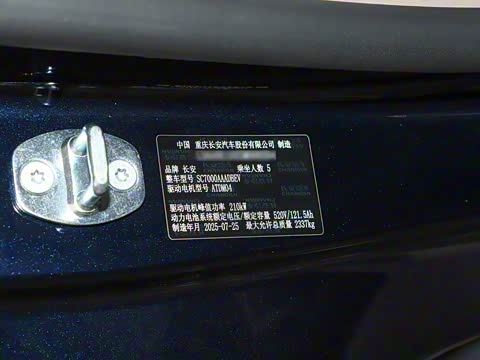 中国 重庆长安汽车股份有限公司 制造
品牌 长安 乘坐人数 5
整车型号 SC7000AAADBEV
驱动电机型号 ATDM04
驱动电机峰值功率 210kW
动力电池系统额定电压/额定容量 520V/121.5Ah
制造年月 2025-07-25 最大允许总质量 2337kg